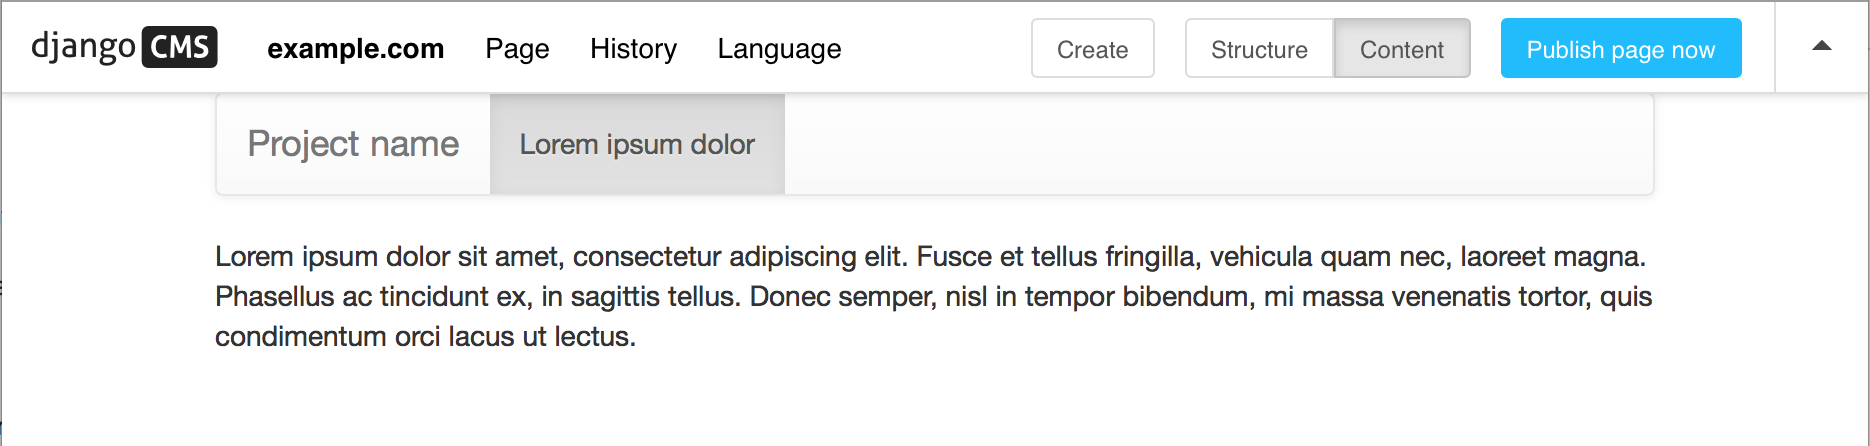 django CMS example.com Page History Language Create Structure Content Publish page now
Project name Lorem ipsum dolor
Lorem ipsum dolor sit amet, consectetur adipiscing elit. Fusce et tellus fringilla, vehicula quam nec, laoreet magna.
Phasellus ac tincidunt ex, in sagittis tellus. Donec semper, nisl in tempor bibendum, mi massa venenatis tortor, quis
condimentum orci lacus ut lectus.